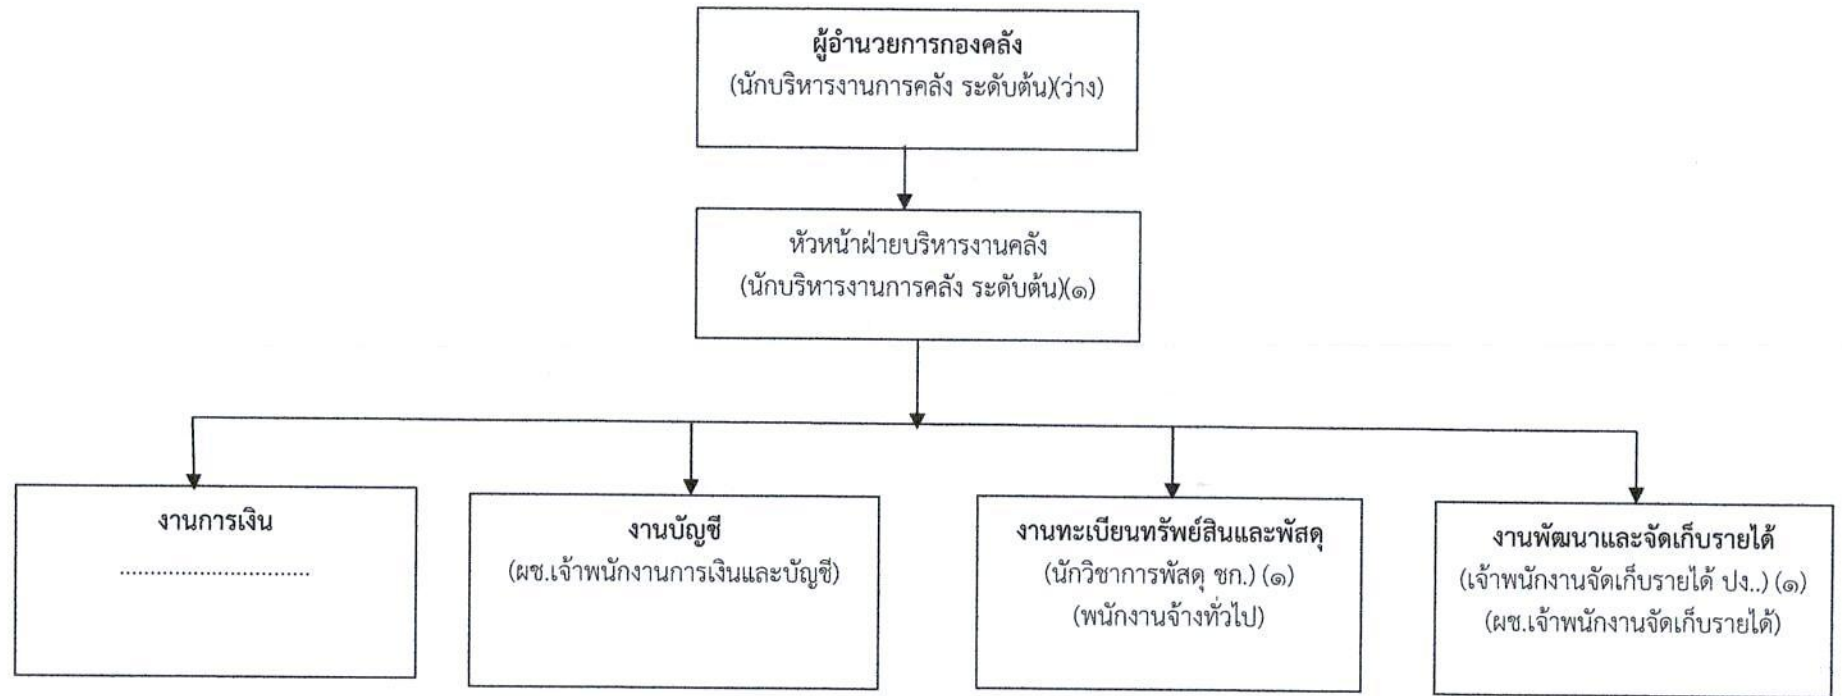 ผู้อำนวยการกองคลัง
(นักบริหารงานการคลัง ระดับต้น)(ว่าง)
หัวหน้าฝ่ายบริหารงานคลัง
(นักบริหารงานการคลัง ระดับต้น)(๑)
งานการเงิน
..............................
งานบัญชี
(ผช.เจ้าพนักงานการเงินและบัญชี)
งานทะเบียนทรัพย์สินและพัสดุ
(นักวิชาการพัสดุ ชก.) (๑)
(พนักงานจ้างทั่วไป)
งานพัฒนาและจัดเก็บรายได้
(เจ้าพนักงานจัดเก็บรายได้ ปง..) (๑)
(ผช.เจ้าพนักงานจัดเก็บรายได้)